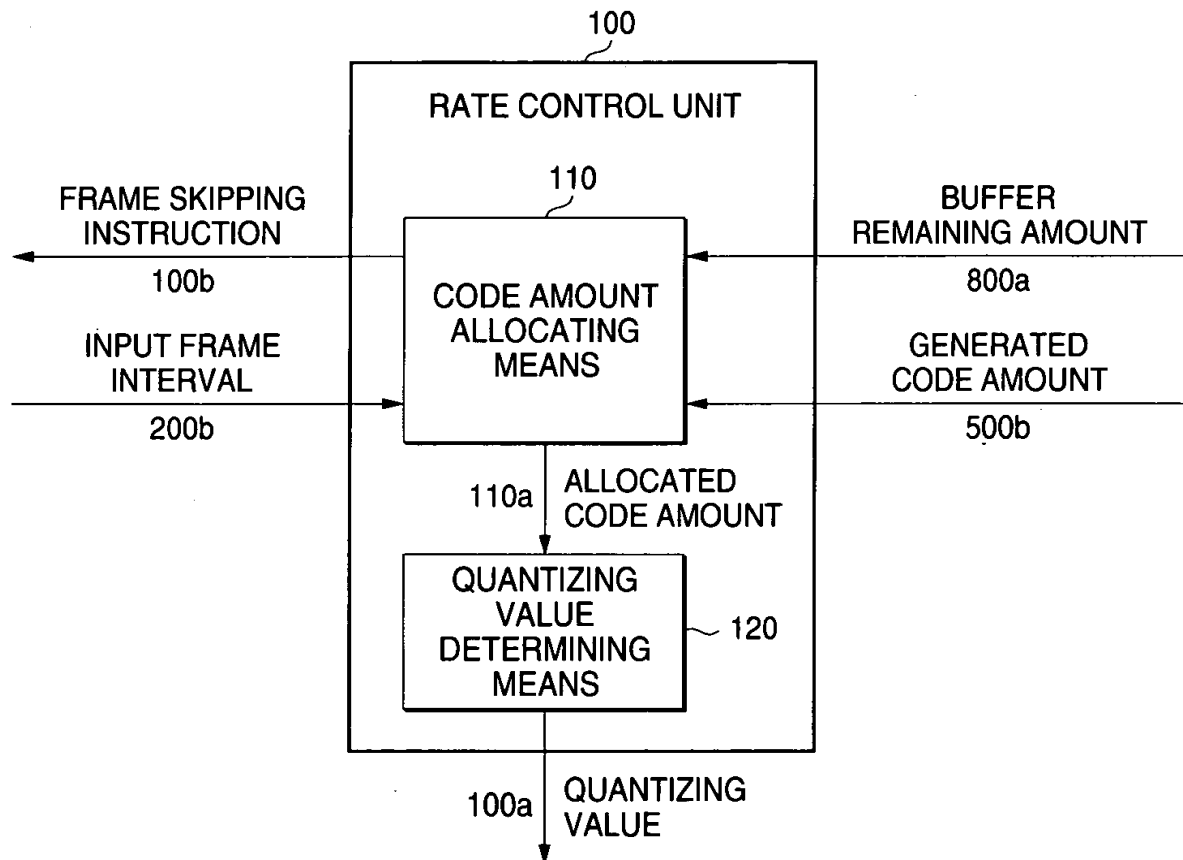 100
RATE CONTROL UNIT
110
FRAME SKIPPING
INSTRUCTION
100b
INPUT FRAME
INTERVAL
200b
CODE AMOUNT
ALLOCATING
MEANS
BUFFER
REMAINING AMOUNT
800a
GENERATED
CODE AMOUNT
500b
110a
ALLOCATED
CODE AMOUNT
QUANTIZING
VALUE
DETERMINING
MEANS
120
100a
QUANTIZING
VALUE